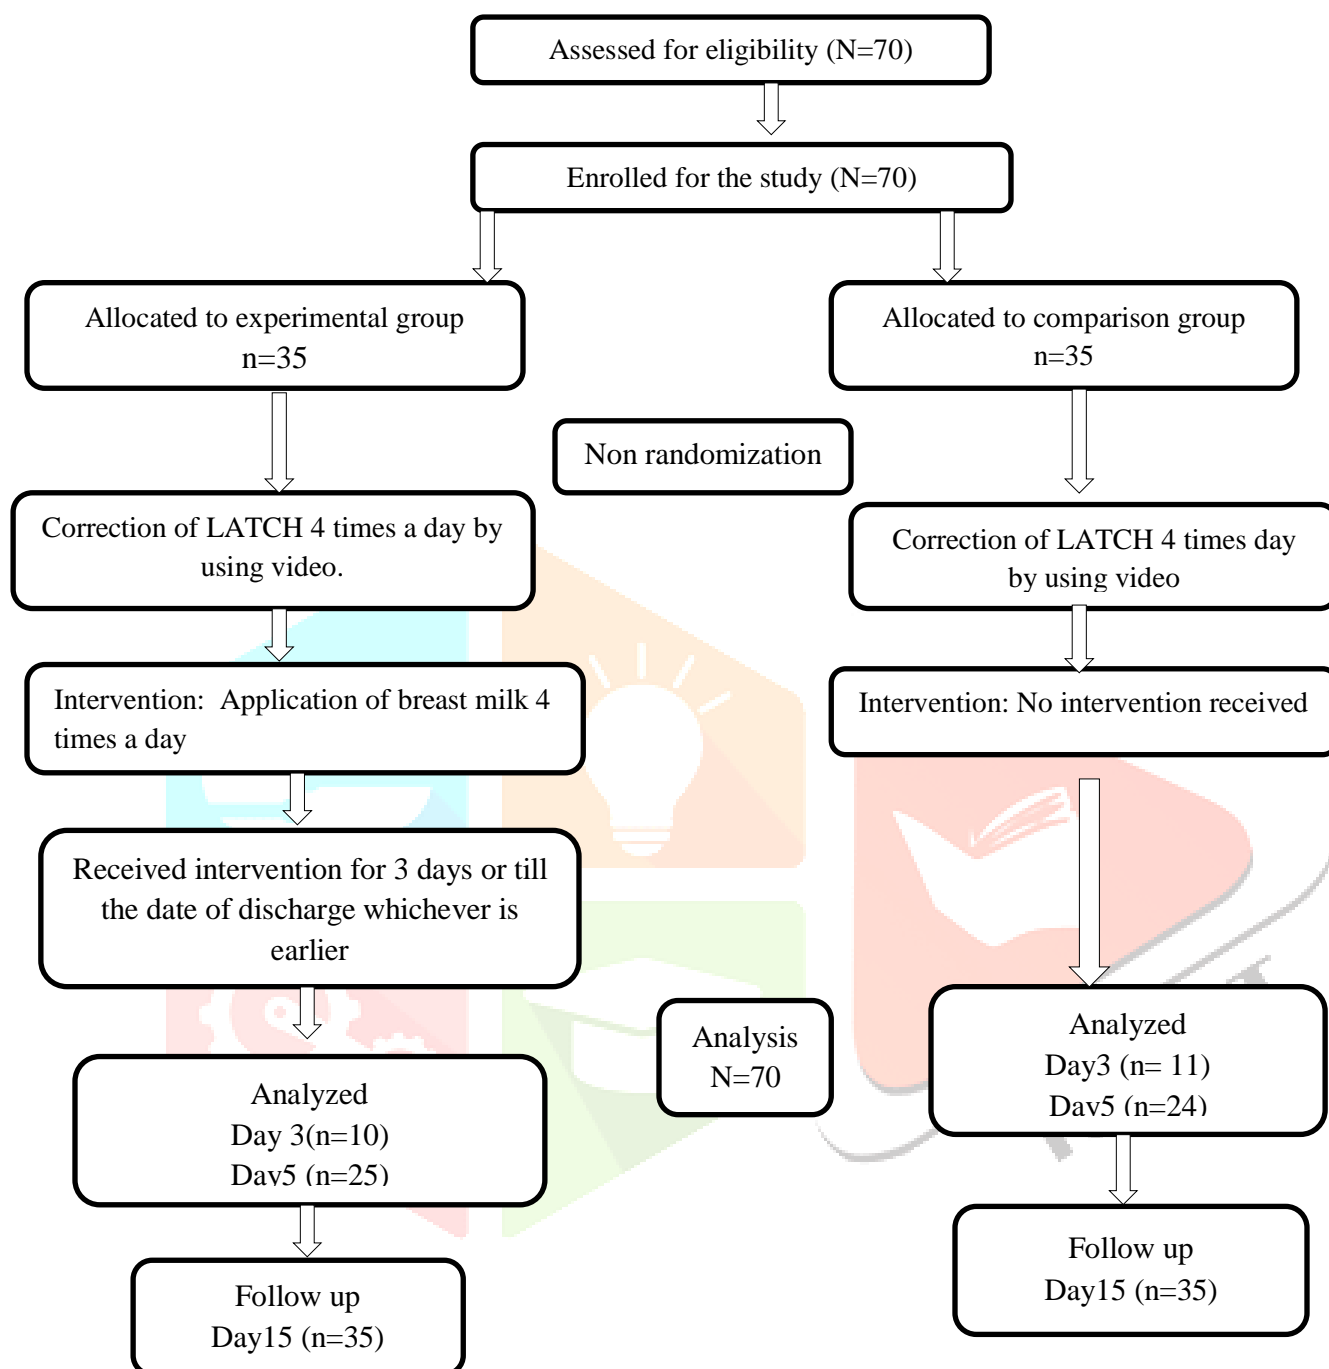 Assessed for eligibility (N=70)
Enrolled for the study (N=70)
Allocated to experimental group
n=35
Allocated to comparison group
n=35
Non randomization
Correction of LATCH 4 times a day by
using video.
Correction of LATCH 4 times day
by using video
Intervention:  Application of breast milk 4
times a day
Intervention: No intervention received
Received intervention for 3 days or till
the date of discharge whichever is
earlier
Analysis
N=70
Analyzed
Day 3(n=10)
Day5 (n=25)
Analyzed
Day3 (n= 11)
Day5 (n=24)
Follow up
Day15 (n=35)
Follow up
Day15 (n=35)